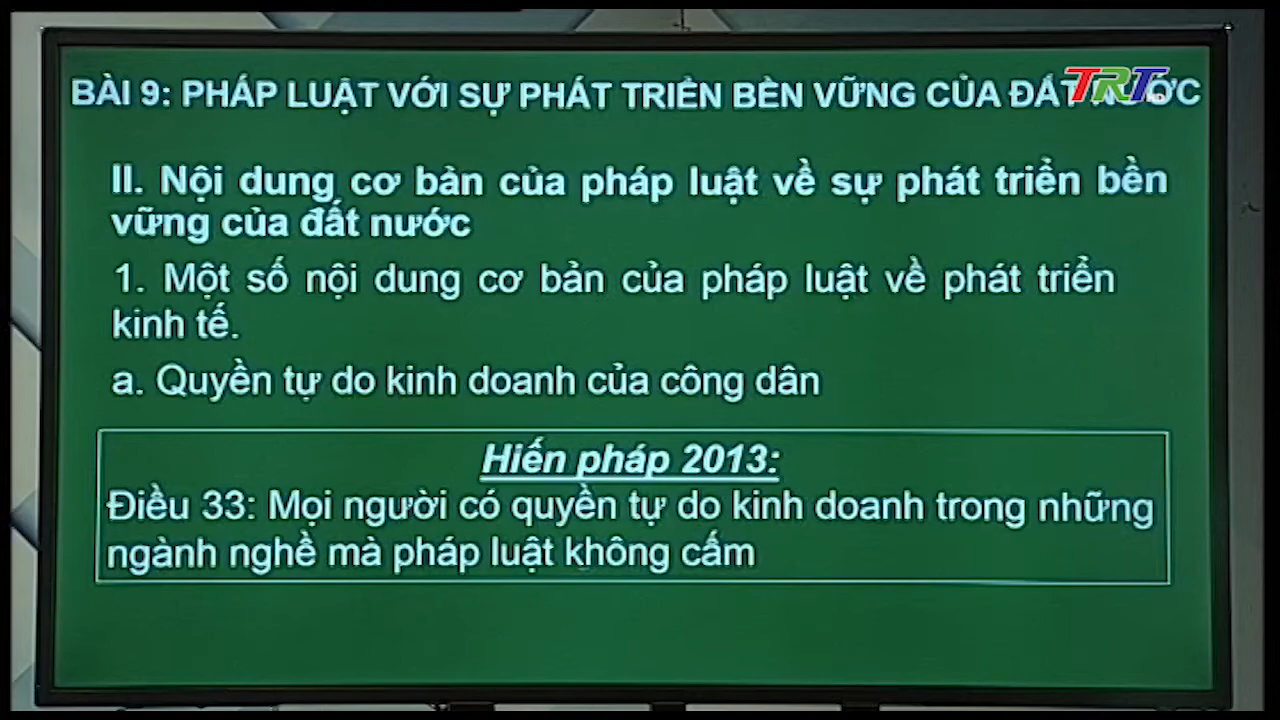 BÀI 9: PHÁP LUẬT VỚI SỰ PHÁT TRIỂN BỀN VỮNG CỦA ĐẤT NƯỚC
TRT
II. Nội dung cơ bản của pháp luật về sự phát triển bền
vững của đất nước
1. Một số nội dung cơ bản của pháp luật về phát triển
kinh tế.
a. Quyền tự do kinh doanh của công dân
Hiến pháp 2013:
Điều 33: Mọi người có quyền tự do kinh doanh trong những
ngành nghề mà pháp luật không cấm